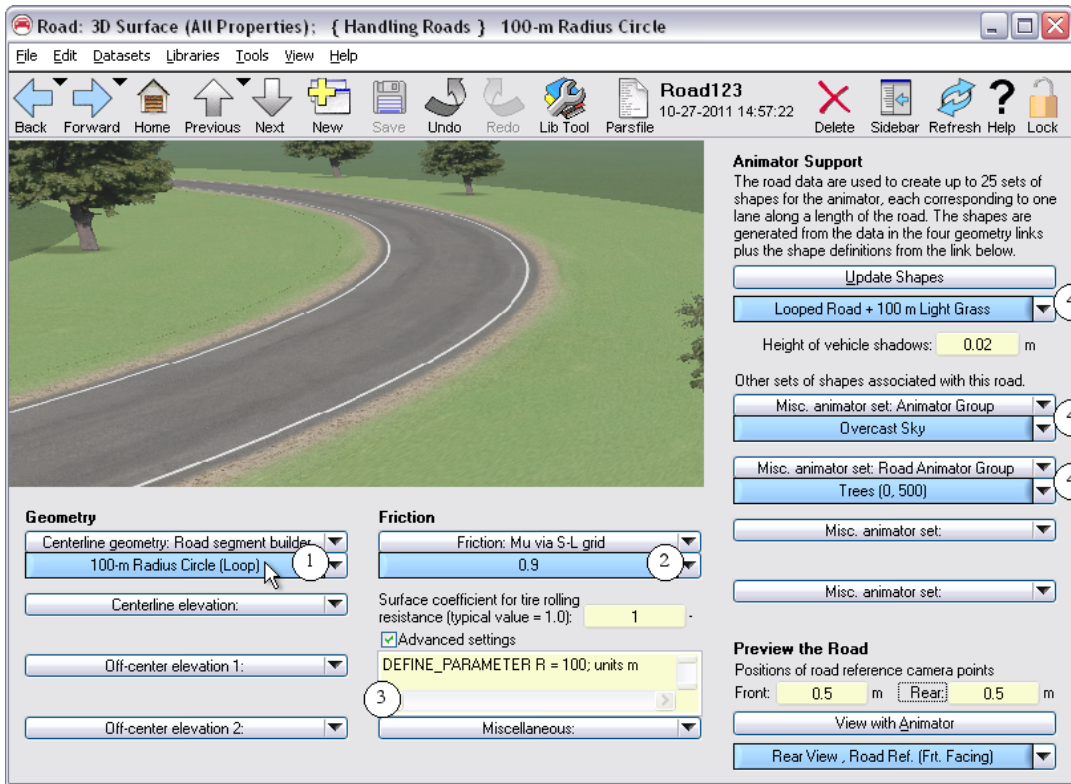 Road: 3D Surface (All Properties); { Handling Roads } 100-m Radius Circle
File Edit Datasets Libraries Tools View Help
Back Forward Home Previous Next New Save Undo Redo Lib Tool Parsfile
Road123
10-27-2011 14:57:22
Delete Sidebar Refresh Help Lock
Animator Support
The road data are used to create up to 25 sets of
shapes for the animator, each corresponding to one
lane along a length of the road. The shapes are
generated from the data in the four geometry links
plus the shape definitions from the link below.
Update Shapes
Looped Road + 100 m Light Grass
4
Height of vehicle shadows: 0.02 m
Other sets of shapes associated with this road.
Misc. animator set: Animator Group
4
Overcast Sky
Misc. animator set: Road Animator Group
4
Trees (0, 500)
Misc. animator set:
Misc. animator set:
Preview the Road
Positions of road reference camera points
Front: 0.5 m Rear: 0.5 m
View with Animator
Rear View , Road Ref. (Frt. Facing)
Geometry
Centerline geometry: Road segment builder
1
100-m Radius Circle (Loop)
Centerline elevation:
Off-center elevation 1:
Off-center elevation 2:
Friction
Friction: Mu via S-L grid
2
0.9
Surface coefficient for tire rolling
resistance (typical value = 1.0): 1 -
Advanced settings
DEFINE_PARAMETER R = 100; units m
3
Miscellaneous: